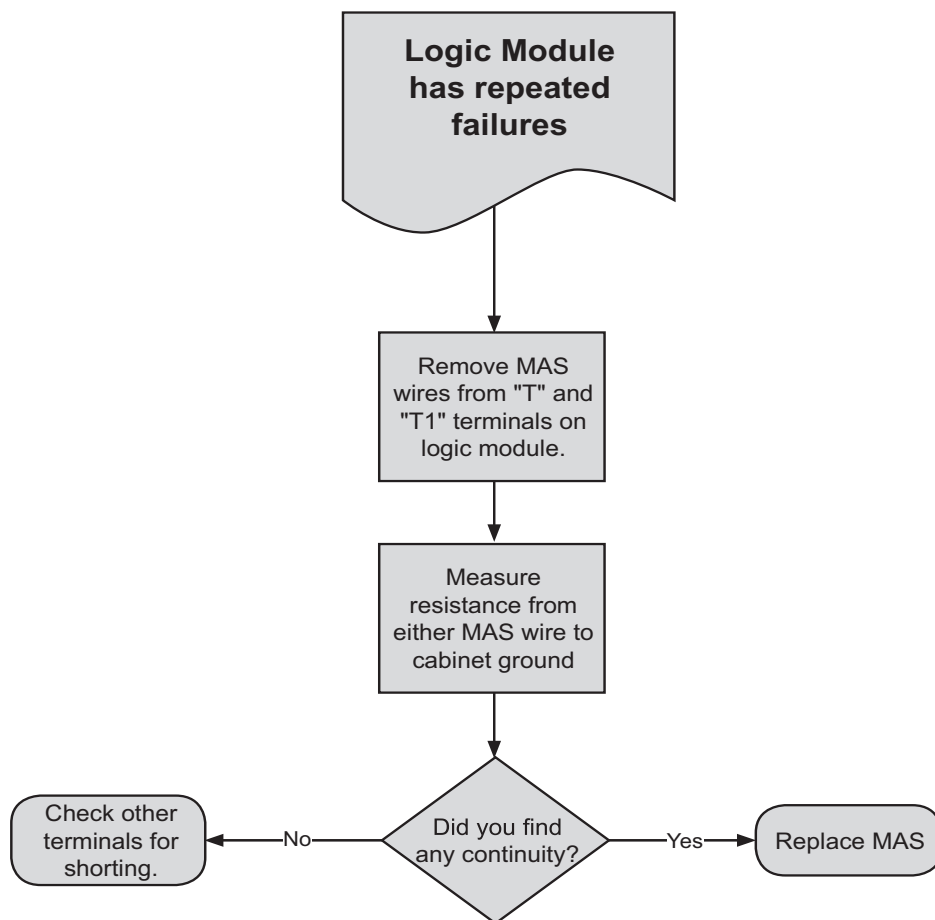 Logic Module
has repeated
failures
Remove MAS
wires from "T" and
"T1" terminals on
logic module.
Measure
resistance from
either MAS wire to
cabinet ground
Did you find
any continuity?
No
Check other
terminals for
shorting.
Yes
Replace MAS